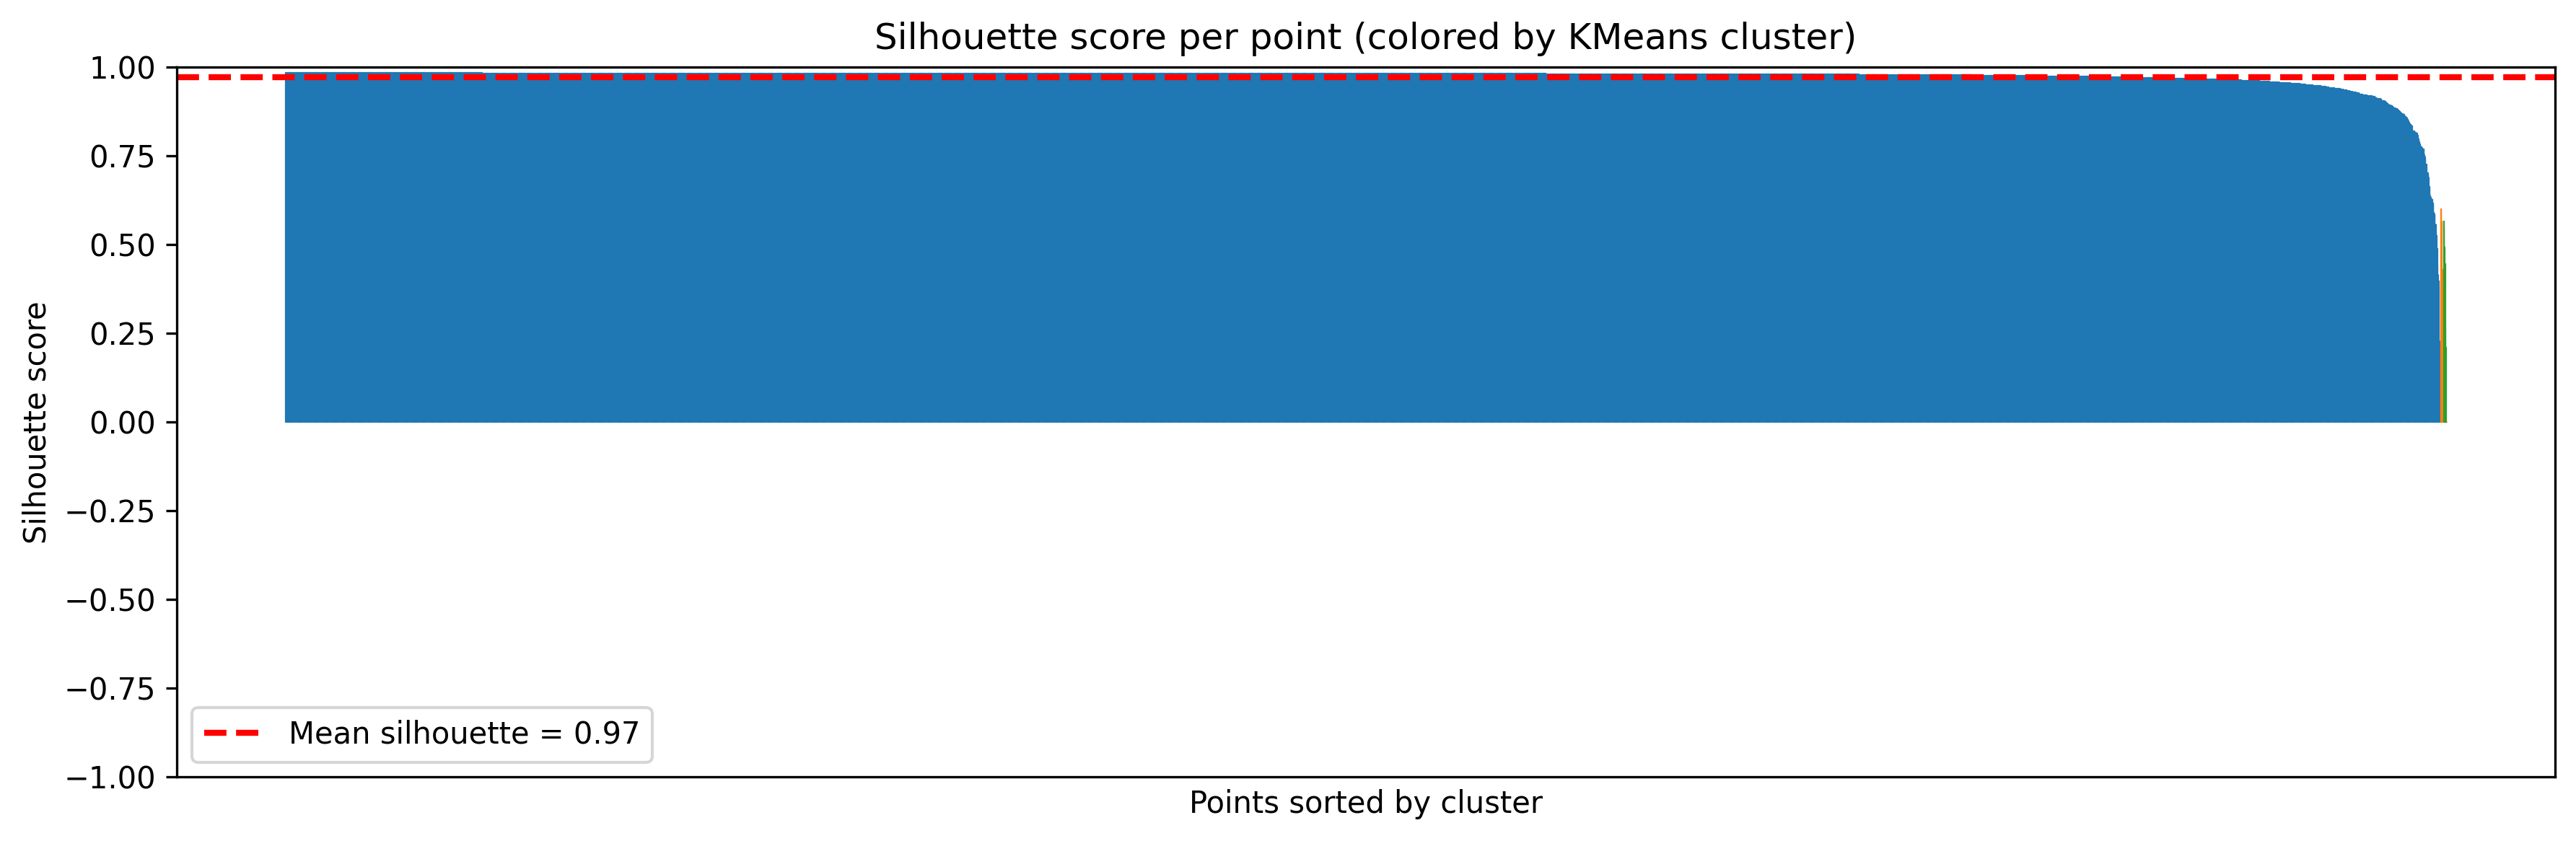 Silhouette score per point (colored by KMeans cluster)
1.00
0.75
0.50
0.25
0.00
−0.25
−0.50
−0.75
−1.00
Silhouette score
Mean silhouette = 0.97
Points sorted by cluster